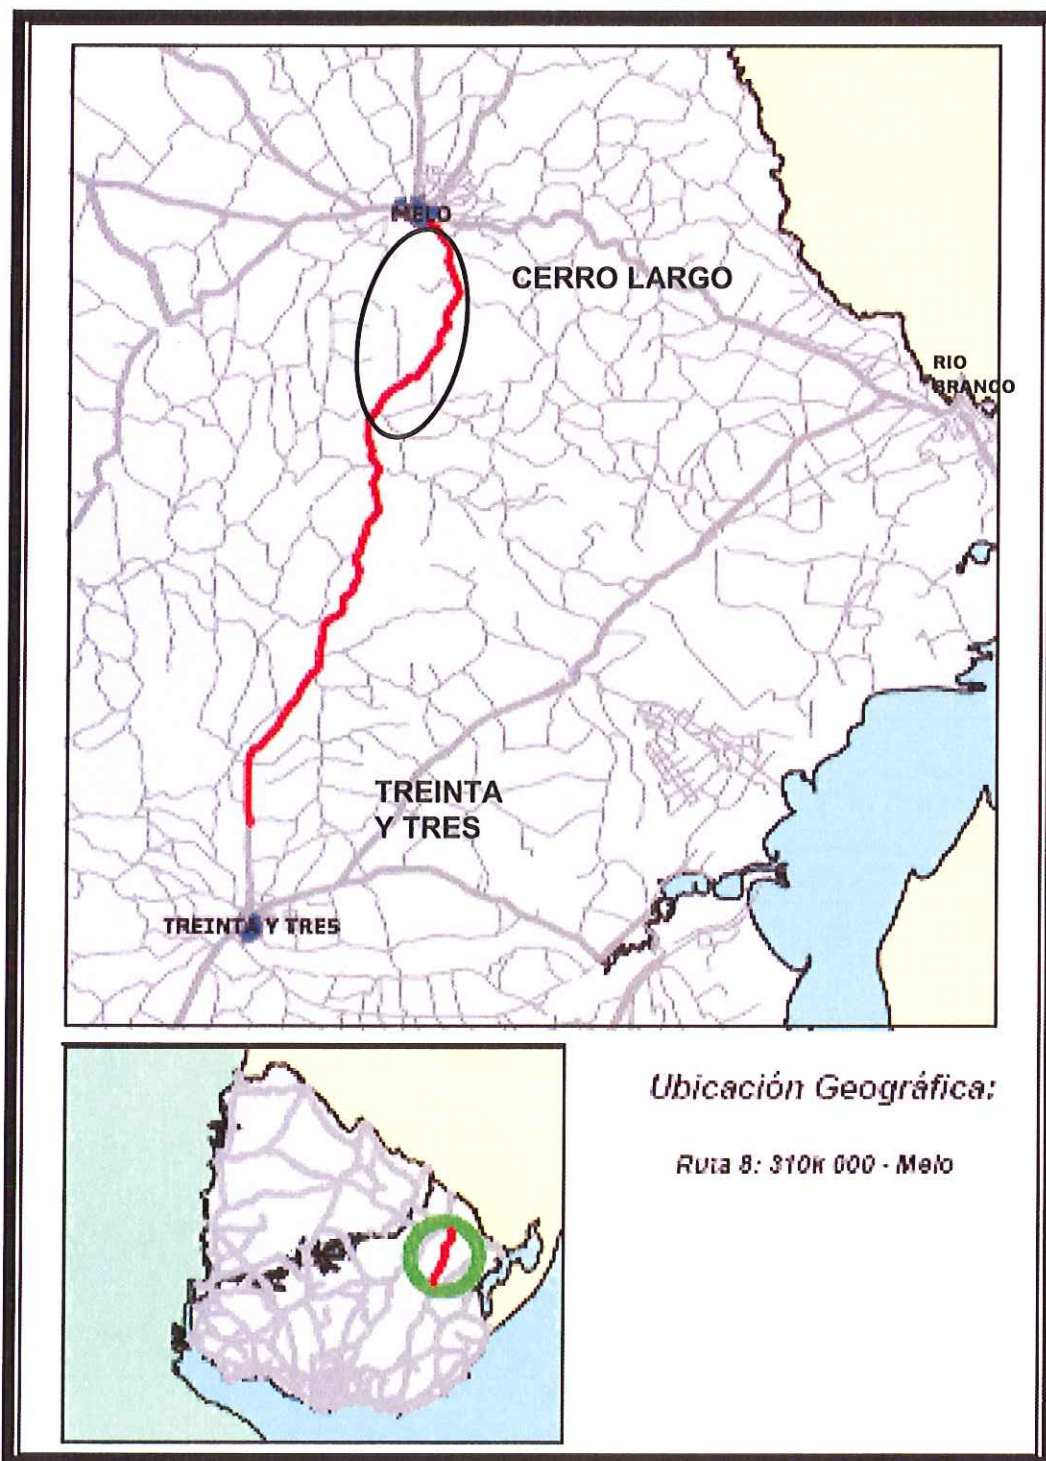 MELO
CERRO LARGO
RIO
BRANCO
TREINTA
Y TRES
TREINTA Y TRES
Ubicación Geográfica:
Ruta 8: 310K 000 - Melo